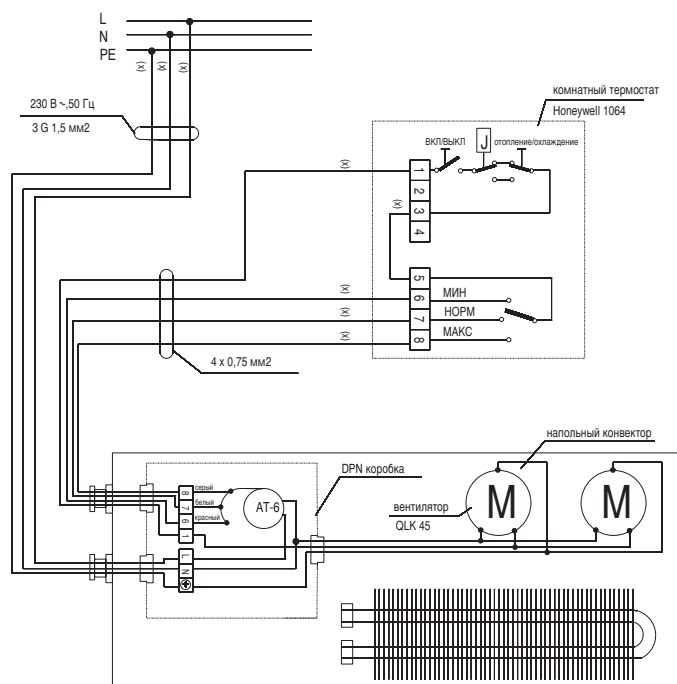 L
N
PE
(x) (x) (x)
230 В ~,50 Гц
3 G 1,5 мм2
комнатный термостат
Honeywell 1064
ВКЛ/ВЫКЛ
J
отопление/охлаждение
(x)
1
2
(x)
3
4
5
(x)
6
МИН
(x)
7
НОРМ
(x)
8
МАКС
4 x 0,75 мм2
напольный конвектор
DPN коробка
8
серый
7
белый
6
красный
1
AT-6
L
N
вентилятор
QLK 45
M
M